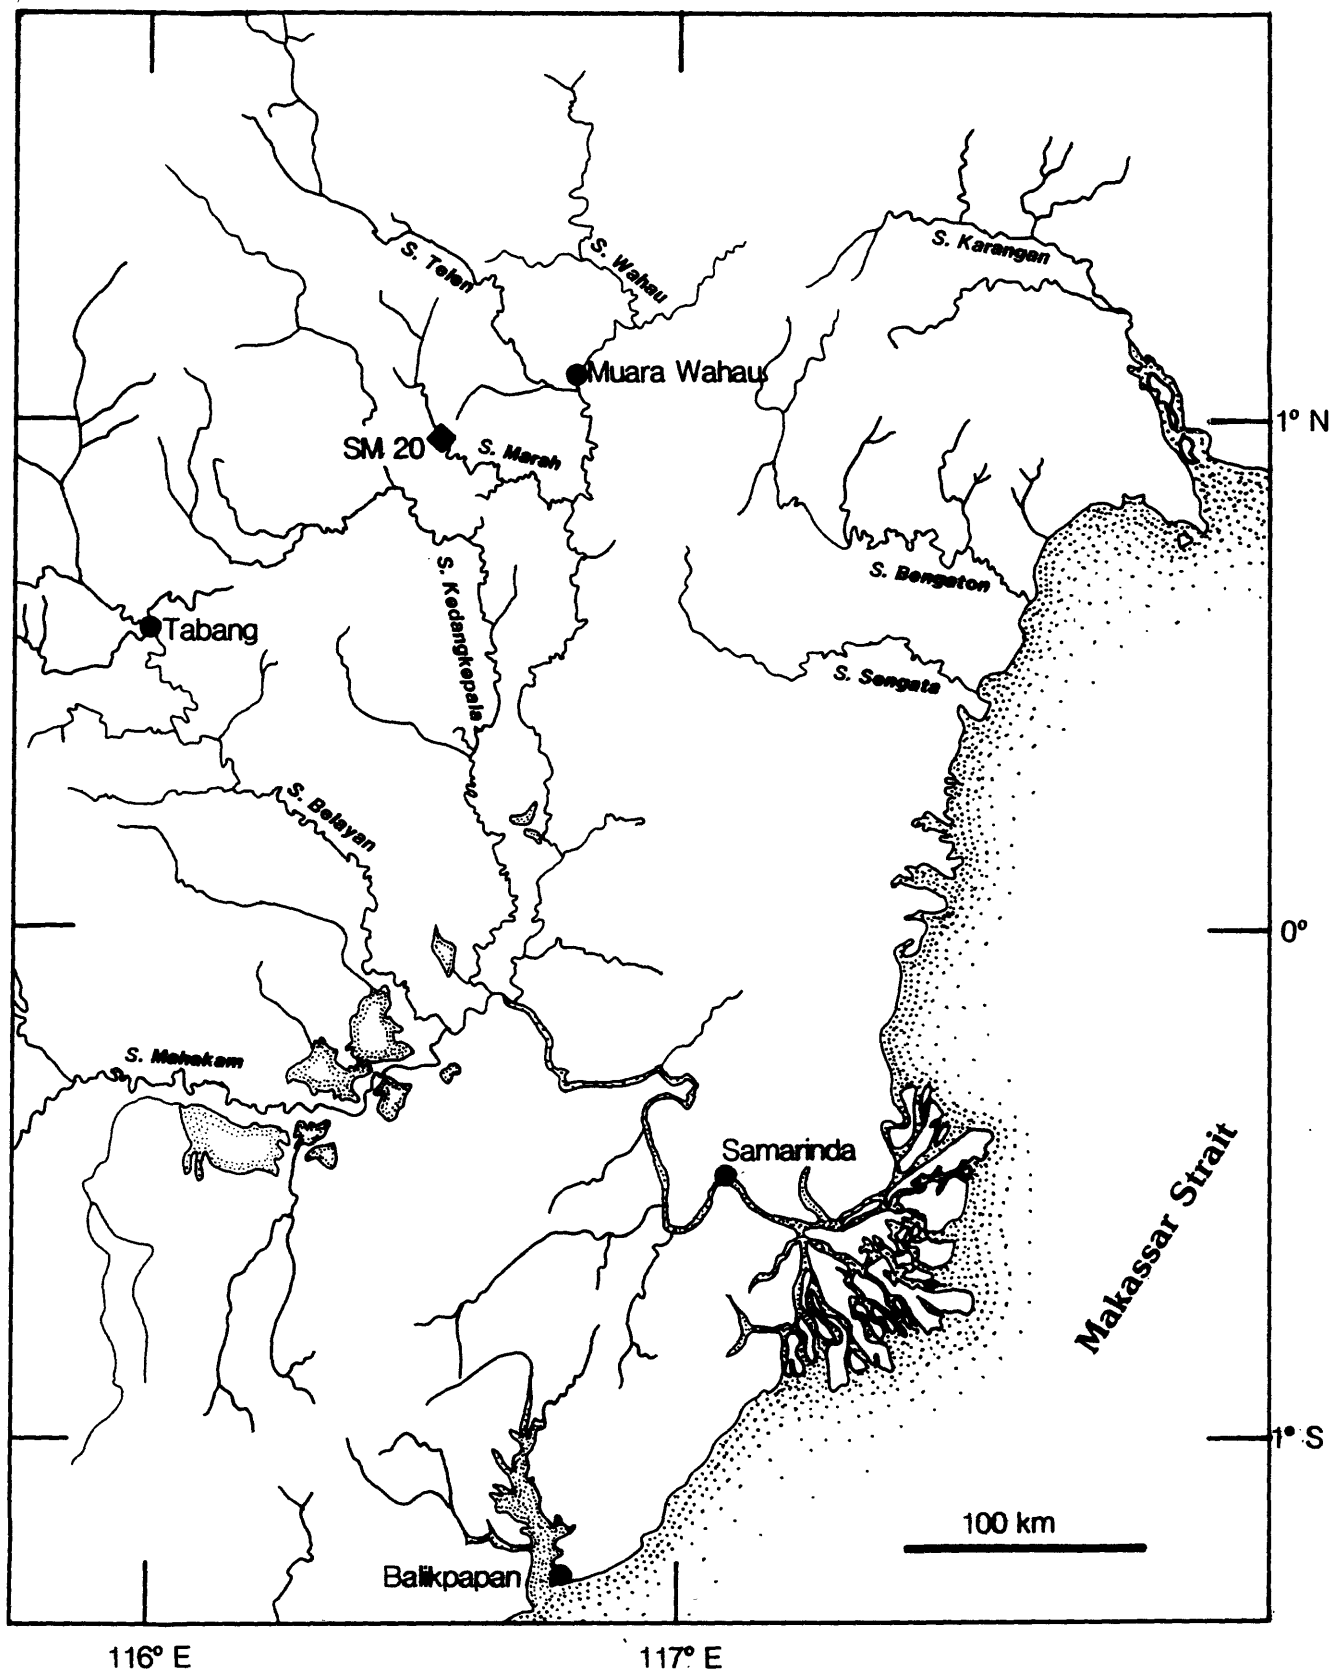 S. Karangan
S. Telen
S. Wahau
Muara Wahau
1° N
SM 20
S. Marah
S. Kedangkepala
S. Bengaton
Tabang
S. Sengata
S. Belayan
0°
S. Mahakam
Samarinda
Makassar Strait
1° S
100 km
Balikpapan
116° E
117° E